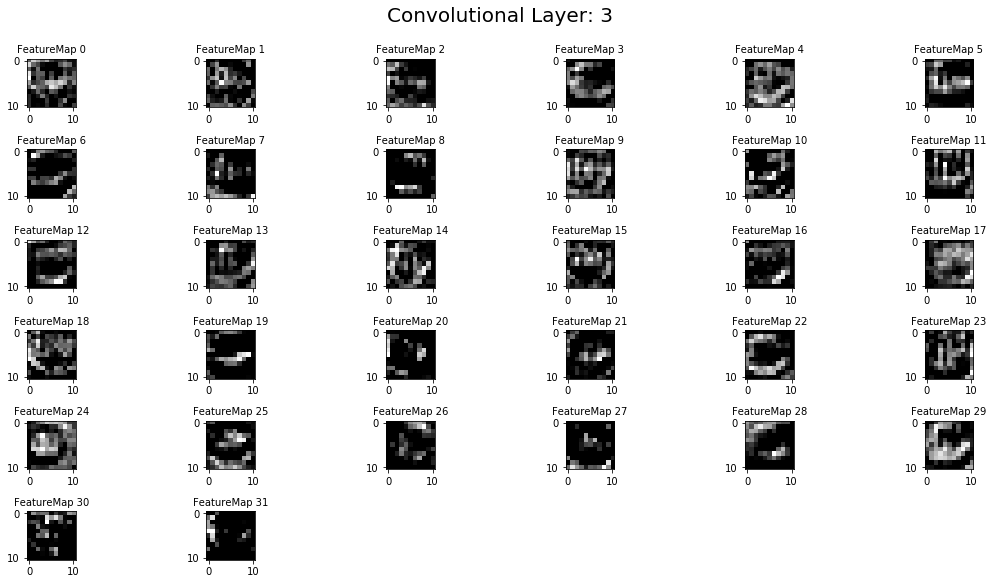 Convolutional Layer: 3
FeatureMap 0 FeatureMap 1 FeatureMap 2 FeatureMap 3 FeatureMap 4 FeatureMap 5
0 0 0 0 0 0
10 10 10 10 10 10
0 10 0 10 0 10 0 10 0 10 0 10
FeatureMap 6 FeatureMap 7 FeatureMap 8 FeatureMap 9 FeatureMap 10 FeatureMap 11
0 0 0 0 0 0
10 10 10 10 10 10
0 10 0 10 0 10 0 10 0 10 0 10
FeatureMap 12 FeatureMap 13 FeatureMap 14 FeatureMap 15 FeatureMap 16 FeatureMap 17
0 0 0 0 0 0
10 10 10 10 10 10
0 10 0 10 0 10 0 10 0 10 0 10
FeatureMap 18 FeatureMap 19 FeatureMap 20 FeatureMap 21 FeatureMap 22 FeatureMap 23
0 0 0 0 0 0
10 10 10 10 10 10
0 10 0 10 0 10 0 10 0 10 0 10
FeatureMap 24 FeatureMap 25 FeatureMap 26 FeatureMap 27 FeatureMap 28 FeatureMap 29
0 0 0 0 0 0
10 10 10 10 10 10
0 10 0 10 0 10 0 10 0 10 0 10
FeatureMap 30 FeatureMap 31
0 0
10 10
0 10 0 10